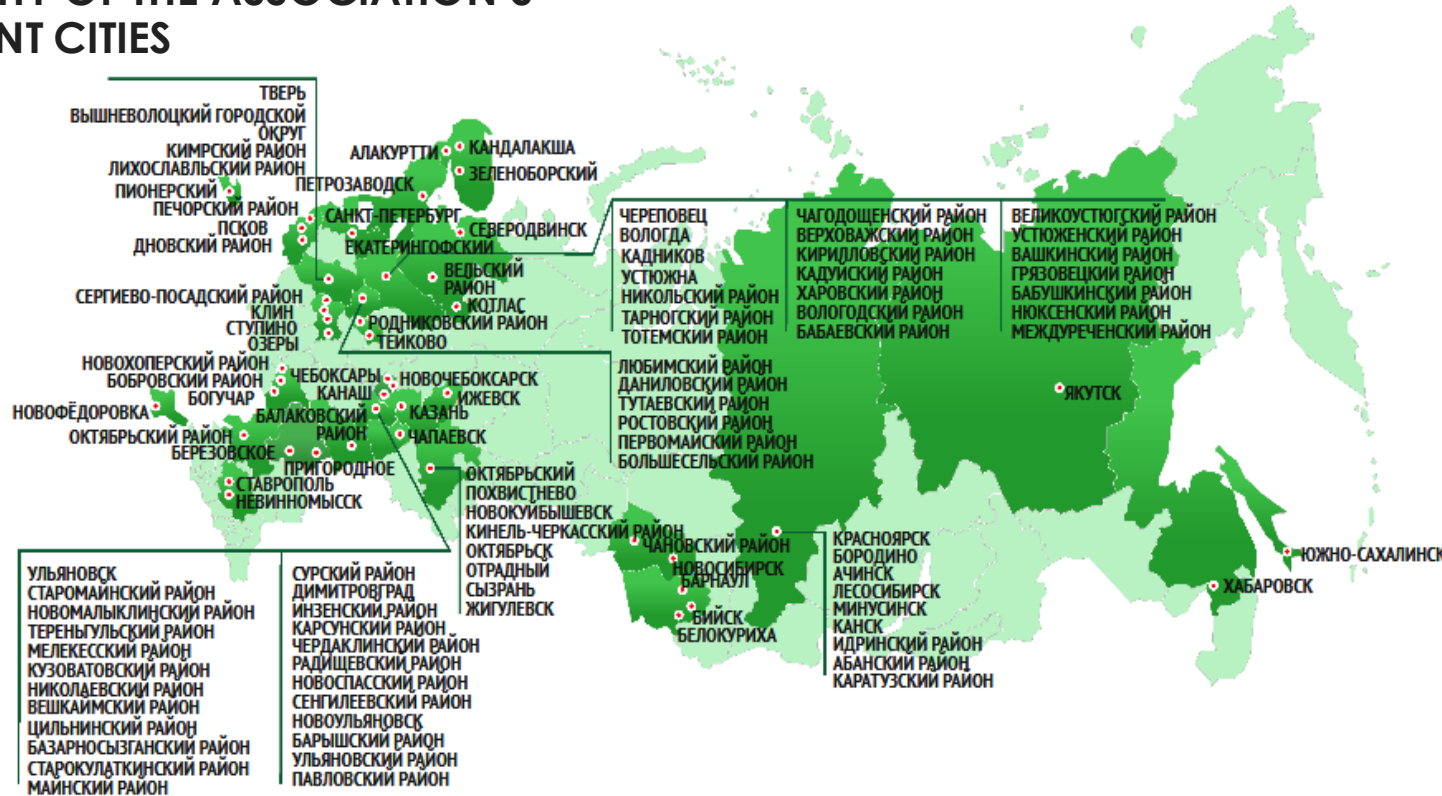 ASSOCIATION'S
CITIES
ТВЕРЬ
ВЫШНЕВОЛОЦКИЙ ГОРОДСКОЙ
ОКРУГ
КИМРСКИЙ РАЙОН
ЛИХОСЛАВЛЬСКИЙ РАЙОН
ПИОНЕРСКИЙ
ПЕЧОРСКИЙ РАЙОН
ПСКОВ
ДНОВСКИЙ РАЙОН
АЛАКУРТТИ
КАНДАЛАКША
ЗЕЛЕНОБОРСКИЙ
ПЕТРОЗАВОДСК
САНКТ-ПЕТЕРБУРГ
СЕВЕРОДВИНСК
ЕКАТЕРИНГОФСКИЙ
ВЕЛЬСКИЙ
РАЙОН
КОТЛАС
СЕРГИЕВО-ПОСАДСКИЙ РАЙОН
КЛИН
СТУПИНО
ОЗЕРЫ
РОДНИКОВСКИЙ РАЙОН
ТЕЙКОВО
ЧЕРЕПОВЕЦ
ВОЛОГДА
КАДНИКОВ
УСТЮЖНА
НИКОЛЬСКИЙ РАЙОН
ТАРНОГСКИЙ РАЙОН
ТОТЕМСКИЙ РАЙОН
ЧАГОДОЩЕНСКИЙ РАЙОН
ВЕРХОВАЖСКИЙ РАЙОН
КИРИЛЛОВСКИЙ РАЙОН
КАДУЙСКИЙ РАЙОН
ХАРОВСКИЙ РАЙОН
ВОЛОГОДСКИЙ РАЙОН
БАБАЕВСКИЙ РАЙОН
ВЕЛИКОУСТЮГСКИЙ РАЙОН
УСТЮЖЕНСКИЙ РАЙОН
ВАШКИНСКИЙ РАЙОН
ГРЯЗОВЕЦКИЙ РАЙОН
БАБУШКИНСКИЙ РАЙОН
НЮКСЕНСКИЙ РАЙОН
МЕЖДУРЕЧЕНСКИЙ РАЙОН
ЛЮБИМСКИЙ РАЙОН
ДАНИЛОВСКИЙ РАЙОН
ТУТАЕВСКИЙ РАЙОН
РОСТОВСКИЙ РАЙОН
ПЕРВОМАЙСКИЙ РАЙОН
БОЛЬШЕСЕЛЬСКИЙ РАЙОН
НОВОХОПЕРСКИЙ РАЙОН
БОБРОВСКИЙ РАЙОН
БОГУЧАР
НОВОФЁДОРОВКА
ЧЕБОКСАРЫ
НОВОЧЕБОКСАРСК
КАНАШ
ИЖЕВСК
КАЗАНЬ
БАЛАКОВСКИЙ
РАЙОН
ЧАПАЕВСК
ОКТЯБРЬСКИЙ РАЙОН
БЕРЕЗОВСКОЕ
ПРИГОРОДНОЕ
СТАВРОПОЛЬ
НЕВИННОМЫССК
ОКТЯБРЬСКИЙ
ПОХВИСТНЕВО
НОВОКУЙБЫШЕВСК
КИНЕЛЬ-ЧЕРКАССКИЙ РАЙОН
ОКТЯБРЬСК
ОТРАДНЫЙ
СЫЗРАНЬ
ЖИГУЛЕВСК
ЧАНОВСКИЙ РАЙОН
НОВОСИБИРСК
БАРНАУЛ
БИЙСК
БЕЛОКУРИХА
КРАСНОЯРСК
БОРОДИНО
АЧИНСК
ЛЕСОСИБИРСК
МИНУСИНСК
КАНСК
ИДРИНСКИЙ РАЙОН
АБАНСКИЙ РАЙОН
КАРАТУЗСКИЙ РАЙОН
ЯКУТСК
ЮЖНО-САХАЛИНСК
ХАБАРОВСК
УЛЬЯНОВСК
СТАРОМАЙНСКИЙ РАЙОН
НОВОМАЛЫКЛИНСКИЙ РАЙОН
ТЕРЕНЬГУЛЬСКИЙ РАЙОН
МЕЛЕКЕССКИЙ РАЙОН
КУЗОВАТОВСКИЙ РАЙОН
НИКОЛАЕВСКИЙ РАЙОН
ВЕШКАЙМСКИЙ РАЙОН
ЦИЛЬНИНСКИЙ РАЙОН
БАЗАРНОСЫЗГАНСКИЙ РАЙОН
СТАРОКУЛАТКИНСКИЙ РАЙОН
МАЙНСКИЙ РАЙОН
СУРСКИЙ РАЙОН
ДИМИТРОВГРАД
ИНЗЕНСКИЙ РАЙОН
КАРСУНСКИЙ РАЙОН
ЧЕРДАКЛИНСКИЙ РАЙОН
РАДИЩЕВСКИЙ РАЙОН
НОВОСПАССКИЙ РАЙОН
СЕНГИЛЕЕВСКИЙ РАЙОН
НОВОУЛЬЯНОВСК
БАРЫШСКИЙ РАЙОН
УЛЬЯНОВСКИЙ РАЙОН
ПАВЛОВСКИЙ РАЙОН